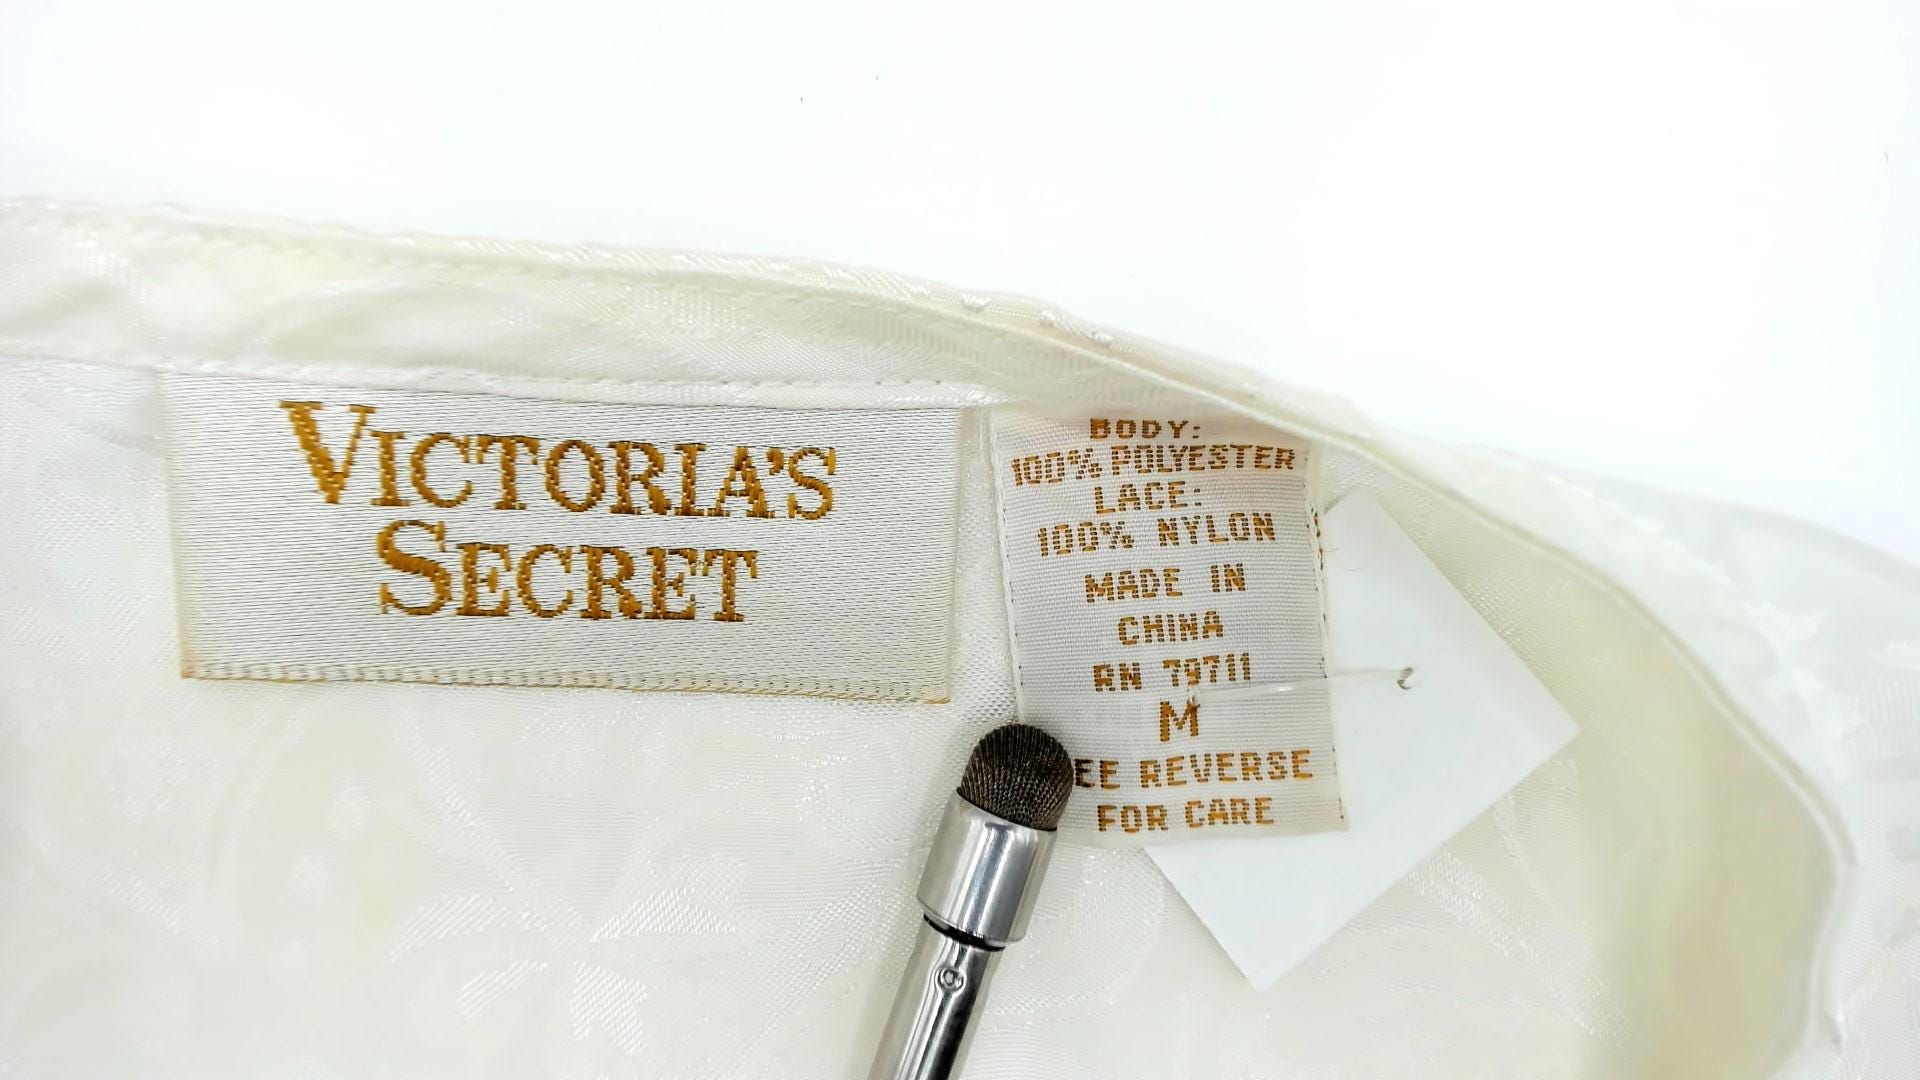 VICTORIA'S
SECRET
BODY:
100% POLYESTER
LACE:
100% NYLON
MADE IN
CHINA
RN 79711
M
EE REVERSE
FOR CARE